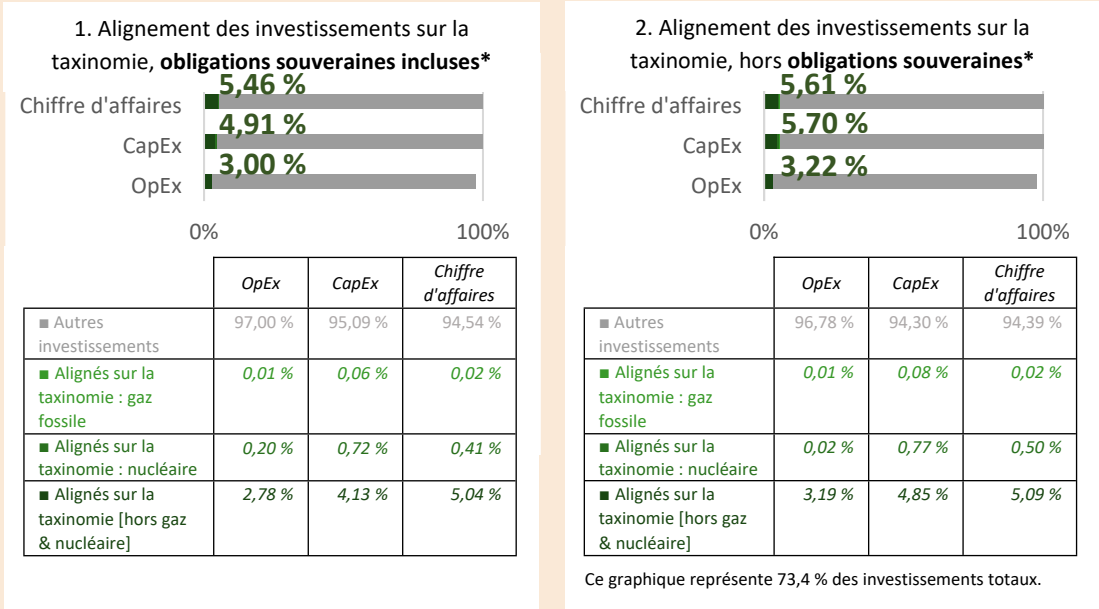 1. Alignement des investissements sur la
taxinomie, obligations souveraines incluses*
5,46 %
Chiffre d'affaires
4,91 %
CapEx
3,00 %
OpEx
0%
100%
OpEx CapEx Chiffre d'affaires
■ Autres investissements 97,00 % 95,09 % 94,54 %
■ Alignés sur la taxinomie : gaz fossile 0,01 % 0,06 % 0,02 %
■ Alignés sur la taxinomie : nucléaire 0,20 % 0,72 % 0,41 %
■ Alignés sur la taxinomie [hors gaz & nucléaire] 2,78 % 4,13 % 5,04 %
2. Alignement des investissements sur la
taxinomie, hors obligations souveraines*
5,61 %
Chiffre d'affaires
5,70 %
CapEx
3,22 %
OpEx
0%
100%
OpEx CapEx Chiffre d'affaires
■ Autres investissements 96,78 % 94,30 % 94,39 %
■ Alignés sur la taxinomie : gaz fossile 0,01 % 0,08 % 0,02 %
■ Alignés sur la taxinomie : nucléaire 0,02 % 0,77 % 0,50 %
■ Alignés sur la taxinomie [hors gaz & nucléaire] 3,19 % 4,85 % 5,09 %
Ce graphique représente 73,4 % des investissements totaux.